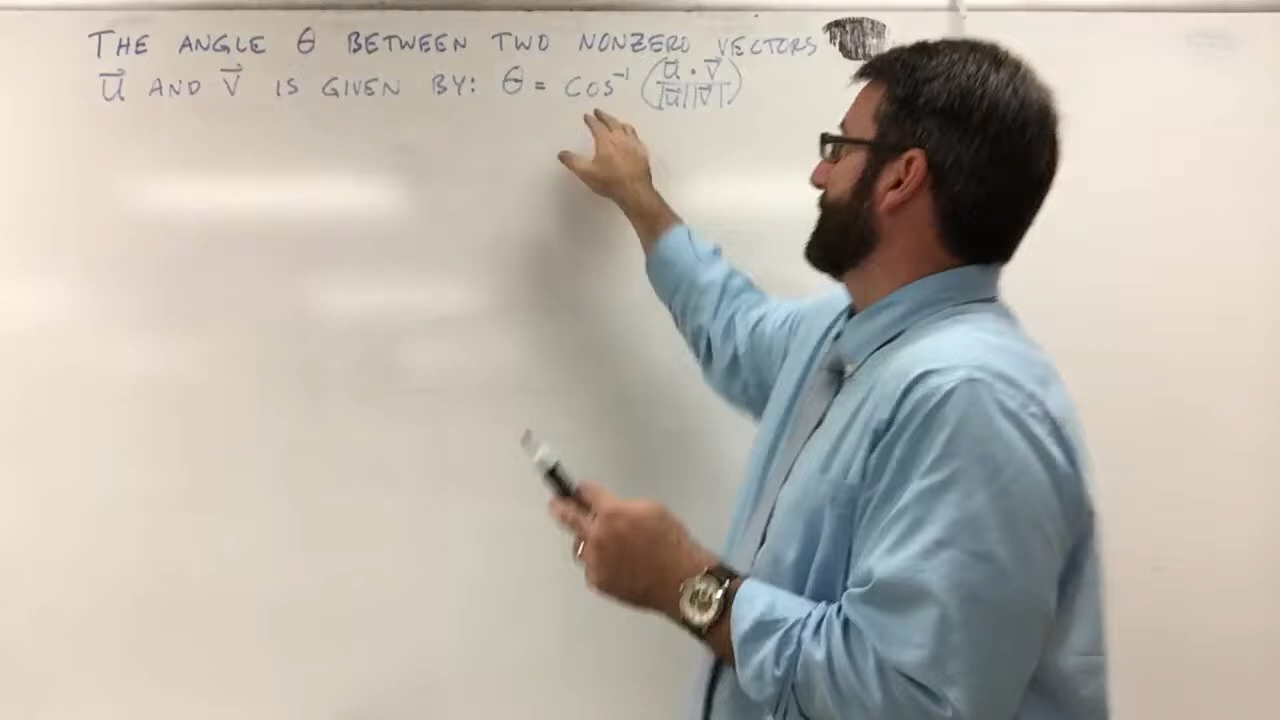 THE ANGLE θ BETWEEN TWO NONZERO VECTORS
u⃗ AND v⃗ IS GIVEN BY: θ = COS⁻¹ (u⃗ · v⃗ / |u⃗||v⃗|)